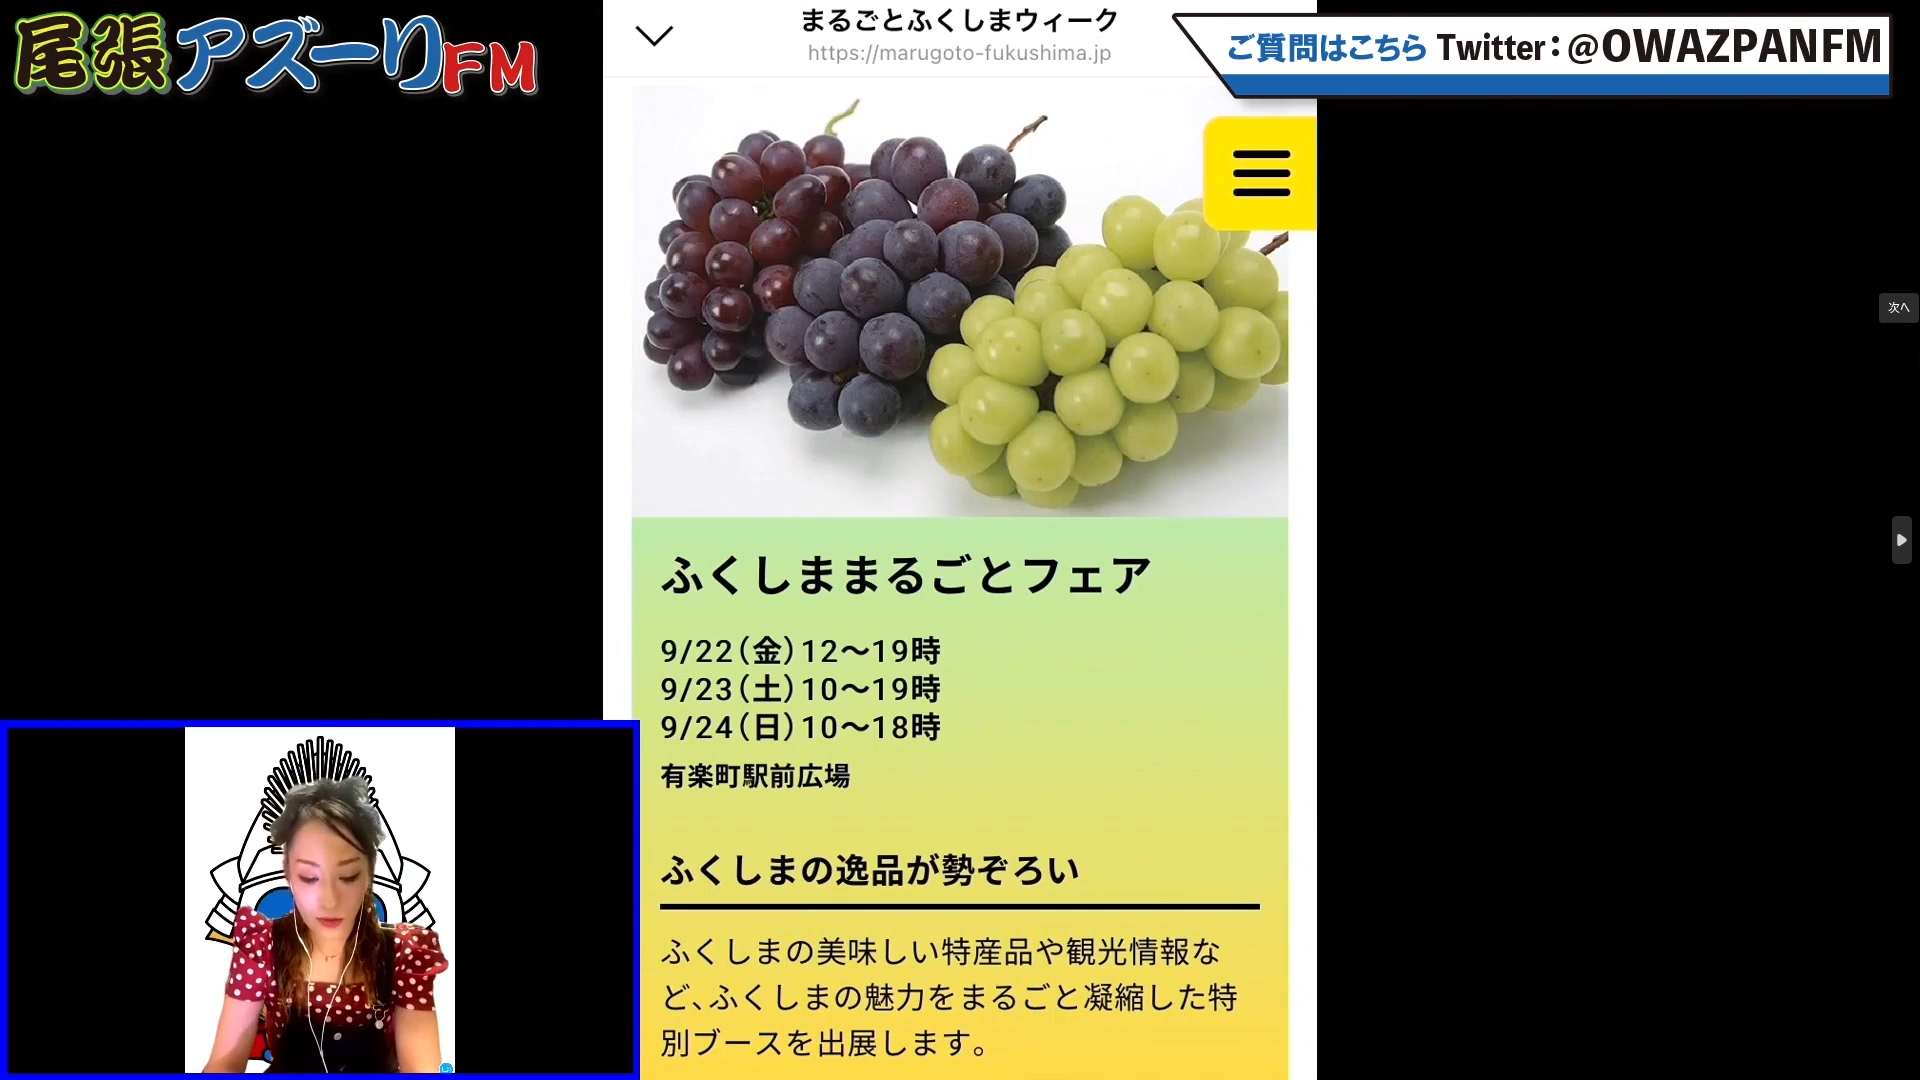 尾張アズーリFM
まるごとふくしまウィーク
https://marugoto-fukushima.jp
ご質問はこちら Twitter：@OWAZPANFM
次へ
ふくしままるごとフェア
9/22（金）12〜19時
9/23（土）10〜19時
9/24（日）10〜18時
有楽町駅前広場
ふくしまの逸品が勢ぞろい
ふくしまの美味しい特産品や観光情報な
ど、ふくしまの魅力をまるごと凝縮した特
別ブースを出展します。